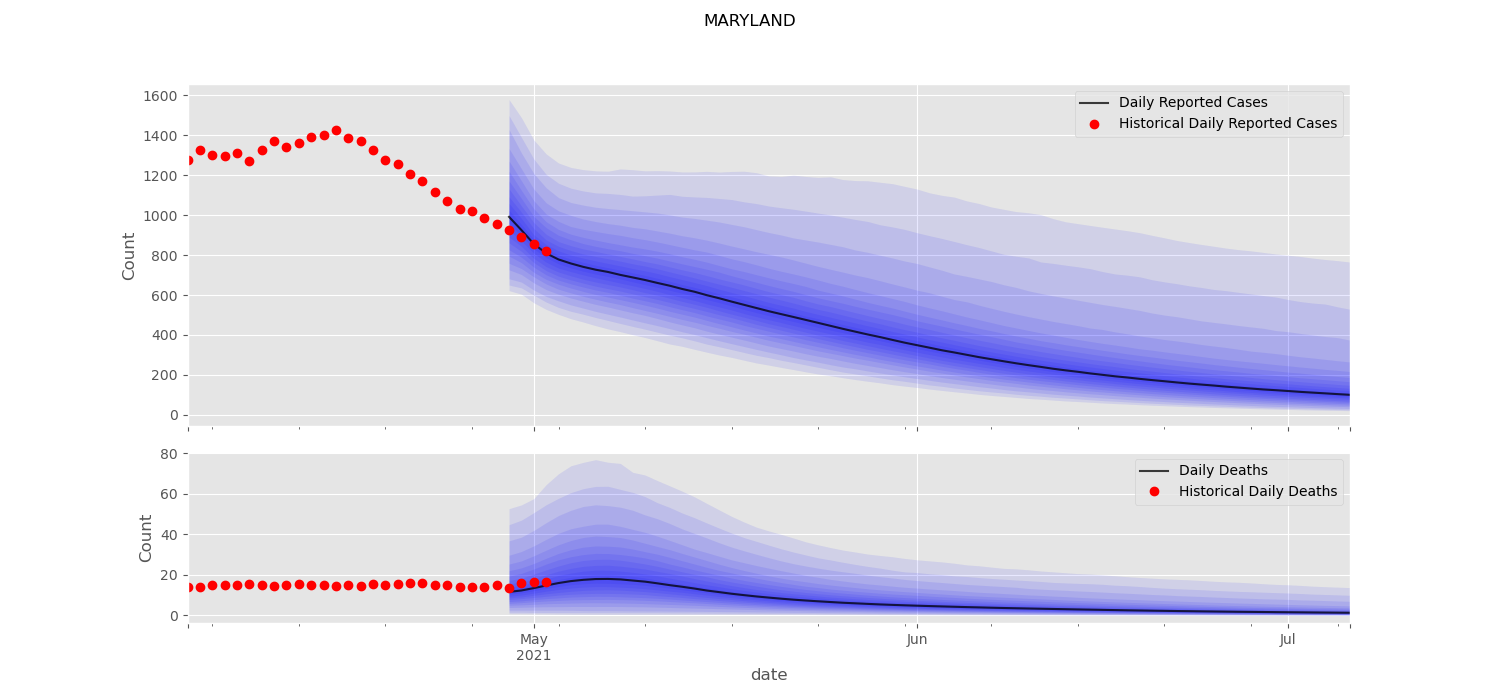 MARYLAND
1600
1400
1200
1000
800
600
400
200
0
Count
Daily Reported Cases
Historical Daily Reported Cases
80
60
40
20
0
Count
Daily Deaths
Historical Daily Deaths
May
2021
Jun
Jul
date